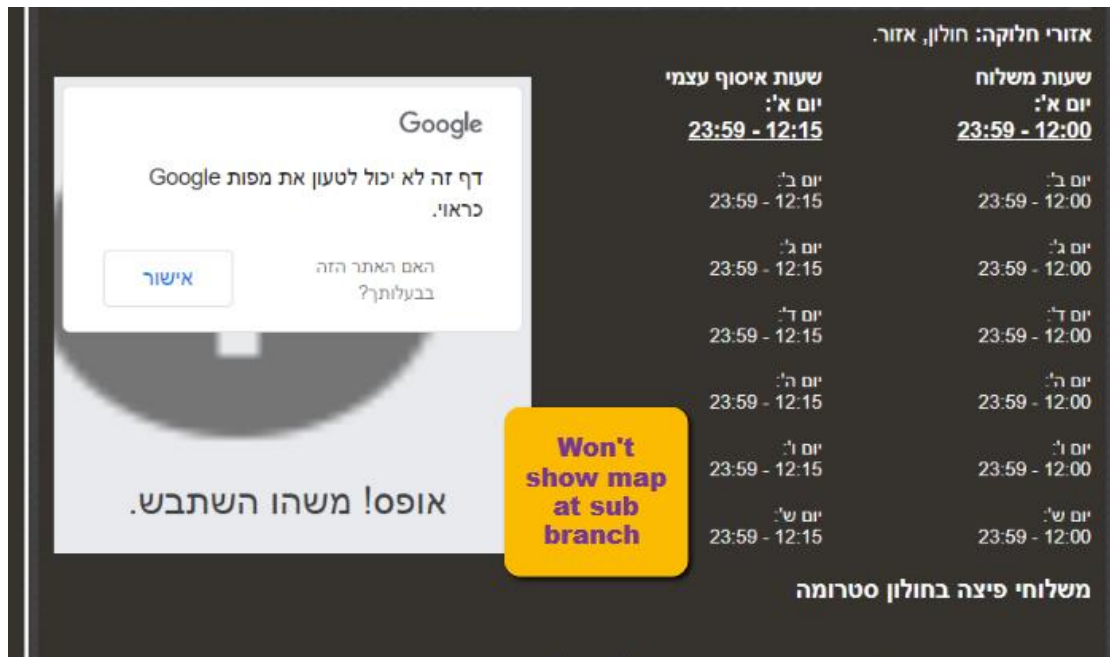 אזורי חלוקה: חולון, אזור.
שעות משלוח
יום א':
12:00 - 23:59
יום ב':
12:00 - 23:59
יום ג':
12:00 - 23:59
יום ד':
12:00 - 23:59
יום ה':
12:00 - 23:59
יום ו':
12:00 - 23:59
יום ש':
12:00 - 23:59
שעות איסוף עצמי
יום א':
12:15 - 23:59
יום ב':
12:15 - 23:59
יום ג':
12:15 - 23:59
יום ד':
12:15 - 23:59
יום ה':
12:15 - 23:59
יום ו':
12:15 - 23:59
יום ש':
12:15 - 23:59
Google
דף זה לא יכול לטעון את מפות Google
כראוי.
האם האתר הזה
בבעלותך?
אישור
אופס! משהו השתבש.
Won't
show map
at sub
branch
משלוחי פיצה בחולון סטרומה